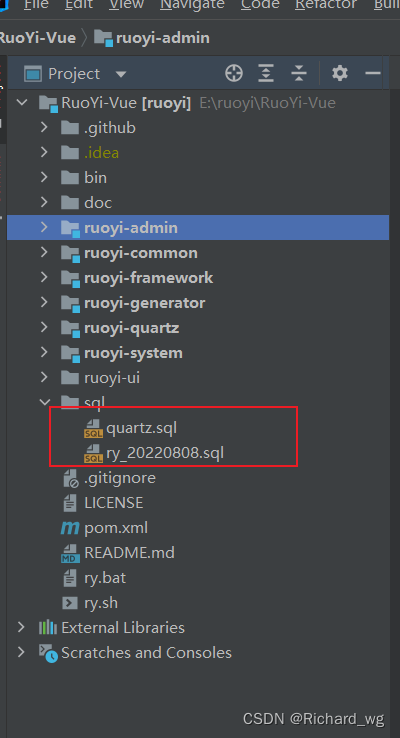 File Edit View Navigate Code Refactor Buil
RuoYi-Vue ruoyi-admin
Project
RuoYi-Vue [ruoyi] E:\ruoyi\RuoYi-Vue
.github
.idea
bin
doc
ruoyi-admin
ruoyi-common
ruoyi-framework
ruoyi-generator
ruoyi-quartz
ruoyi-system
ruoyi-ui
sql
SQL quartz.sql
SQL ry_20220808.sql
.gitignore
LICENSE
m pom.xml
MD README.md
ry.bat
ry.sh
External Libraries
Scratches and Consoles
CSDN @Richard_wg